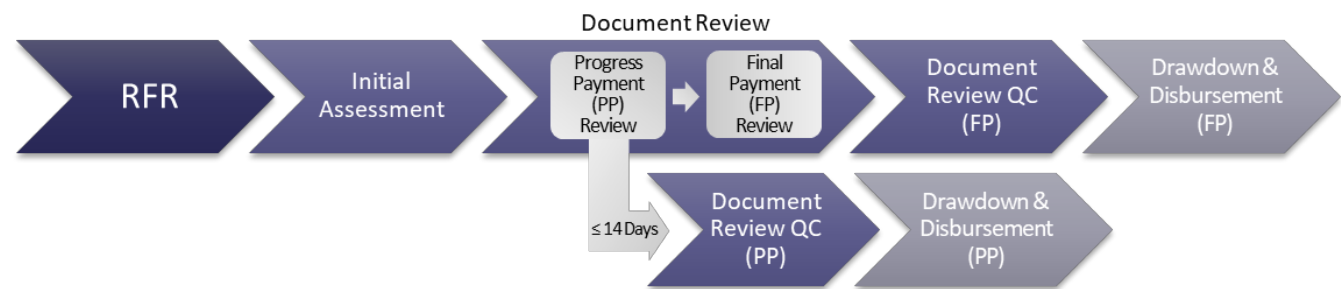 Document Review
RFR
Initial
Assessment
Progress
Payment
(PP)
Review
Final
Payment
(FP)
Review
Document
Review QC
(FP)
Drawdown &
Disbursement
(FP)
≤ 14 Days
Document
Review QC
(PP)
Drawdown &
Disbursement
(PP)